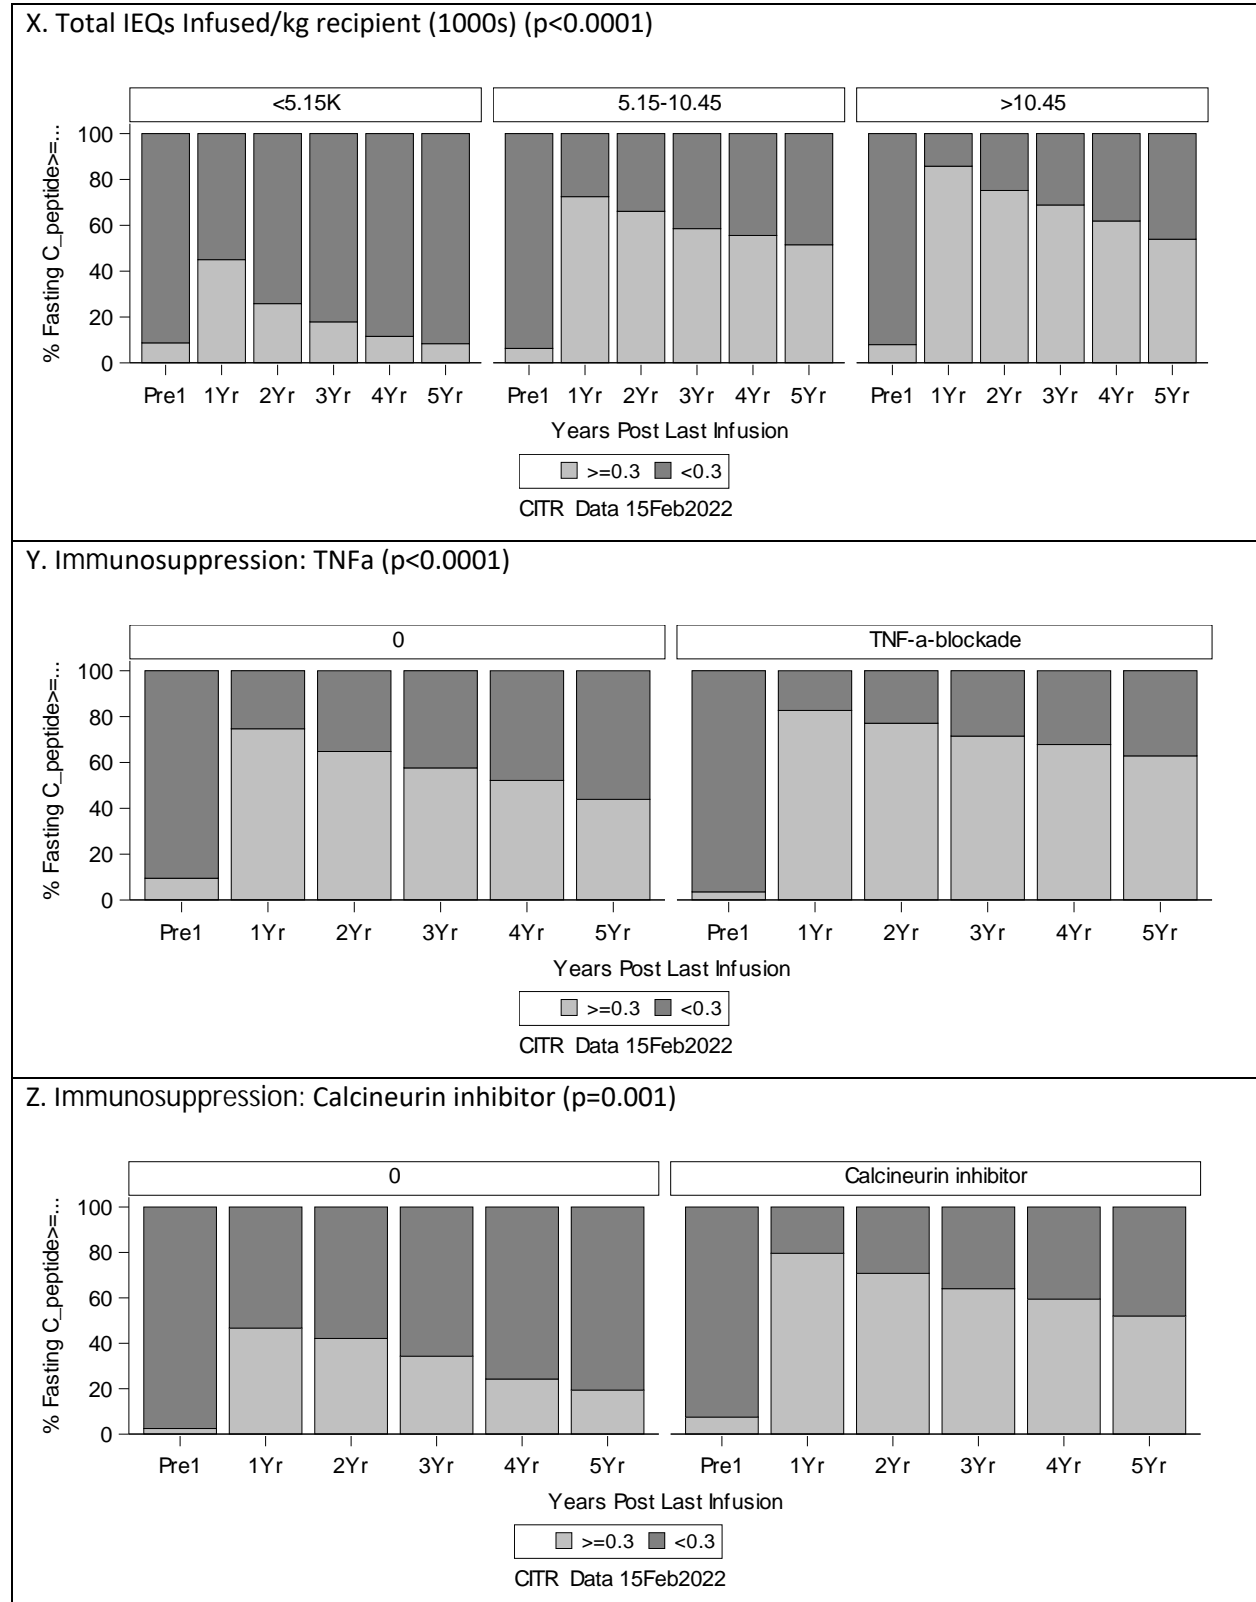 X. Total IEQs Infused/kg recipient (1000s) (p<0.0001)
<5.15K 5.15-10.45 >10.45
% Fasting C_peptide>=...
100
80
60
40
20
0
Pre1 1Yr 2Yr 3Yr 4Yr 5Yr Pre1 1Yr 2Yr 3Yr 4Yr 5Yr Pre1 1Yr 2Yr 3Yr 4Yr 5Yr
Years Post Last Infusion
>=0.3 <0.3
CITR Data 15Feb2022
Y. Immunosuppression: TNFa (p<0.0001)
0 TNF-a-blockade
% Fasting C_peptide>=...
100
80
60
40
20
0
Pre1 1Yr 2Yr 3Yr 4Yr 5Yr Pre1 1Yr 2Yr 3Yr 4Yr 5Yr
Years Post Last Infusion
>=0.3 <0.3
CITR Data 15Feb2022
Z. Immunosuppression: Calcineurin inhibitor (p=0.001)
0 Calcineurin inhibitor
% Fasting C_peptide>=...
100
80
60
40
20
0
Pre1 1Yr 2Yr 3Yr 4Yr 5Yr Pre1 1Yr 2Yr 3Yr 4Yr 5Yr
Years Post Last Infusion
>=0.3 <0.3
CITR Data 15Feb2022